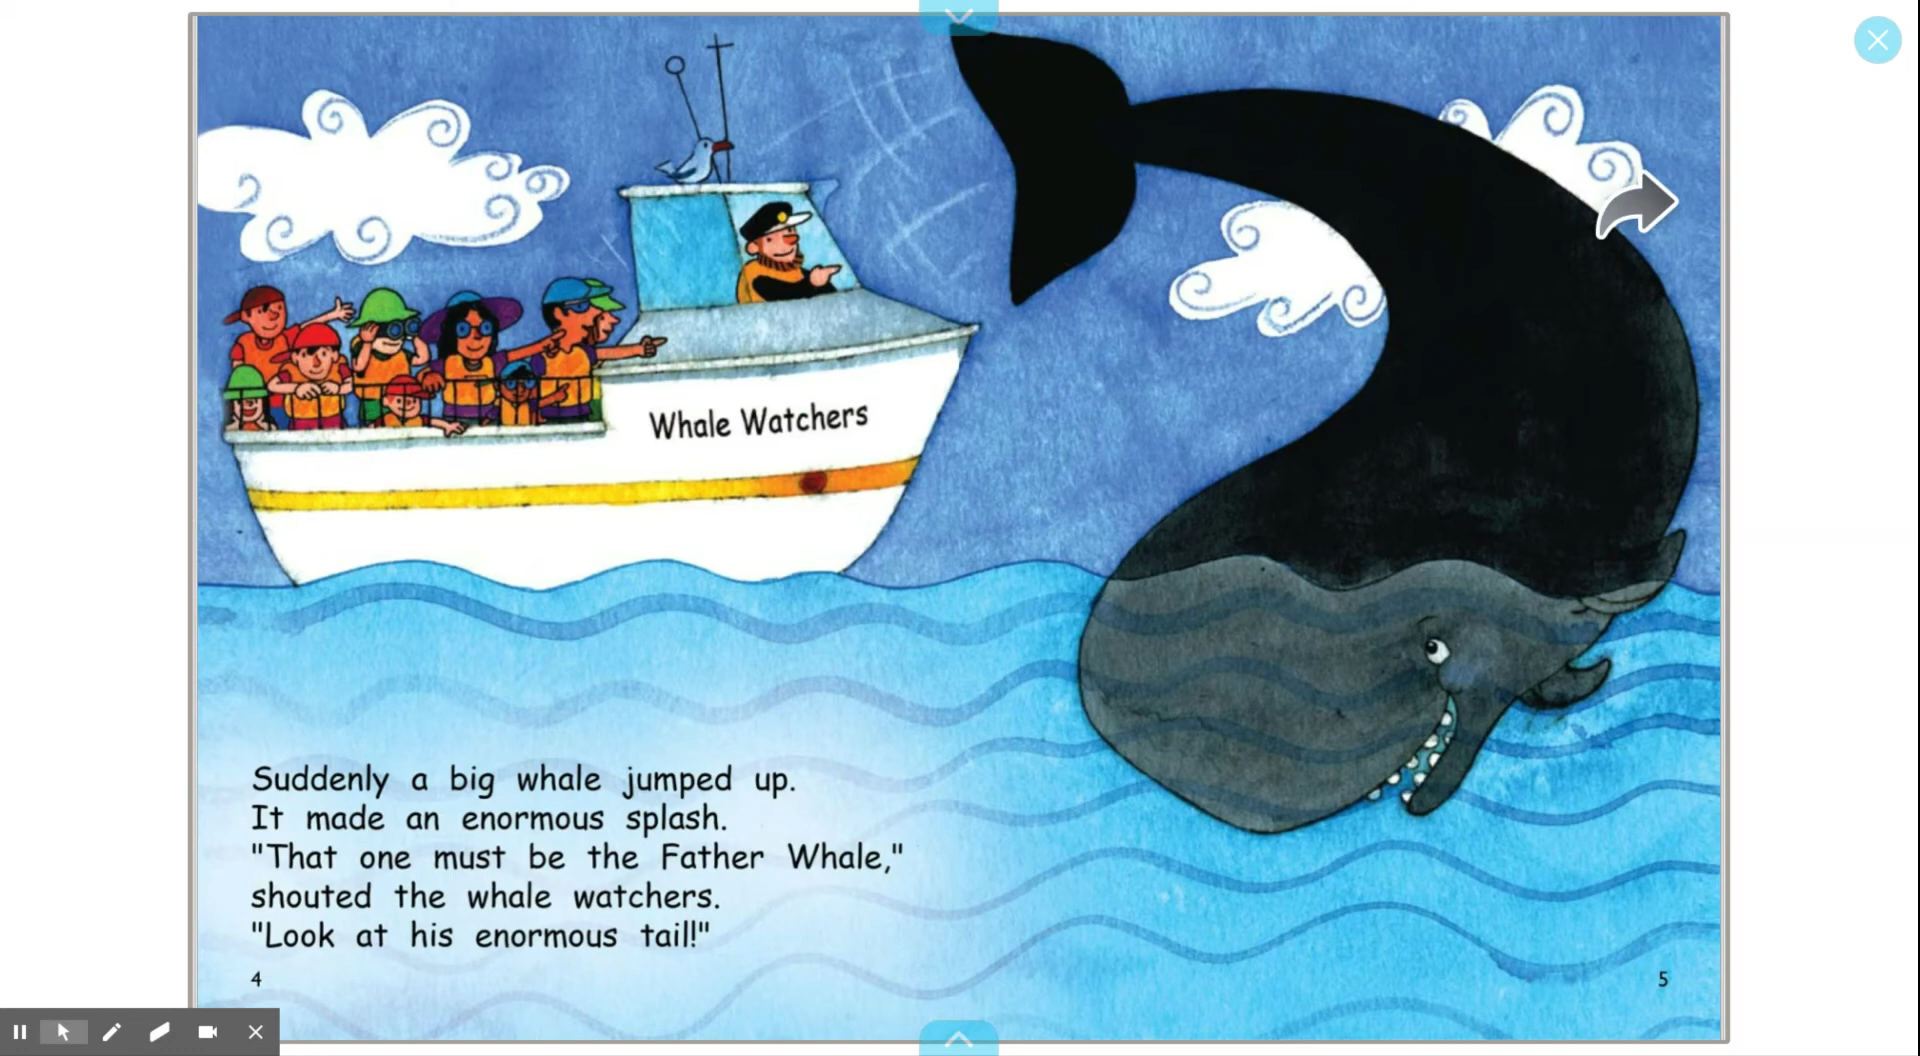 Whale Watchers
Suddenly a big whale jumped up.
It made an enormous splash.
"That one must be the Father Whale,"
shouted the whale watchers.
"Look at his enormous tail!"
4
5